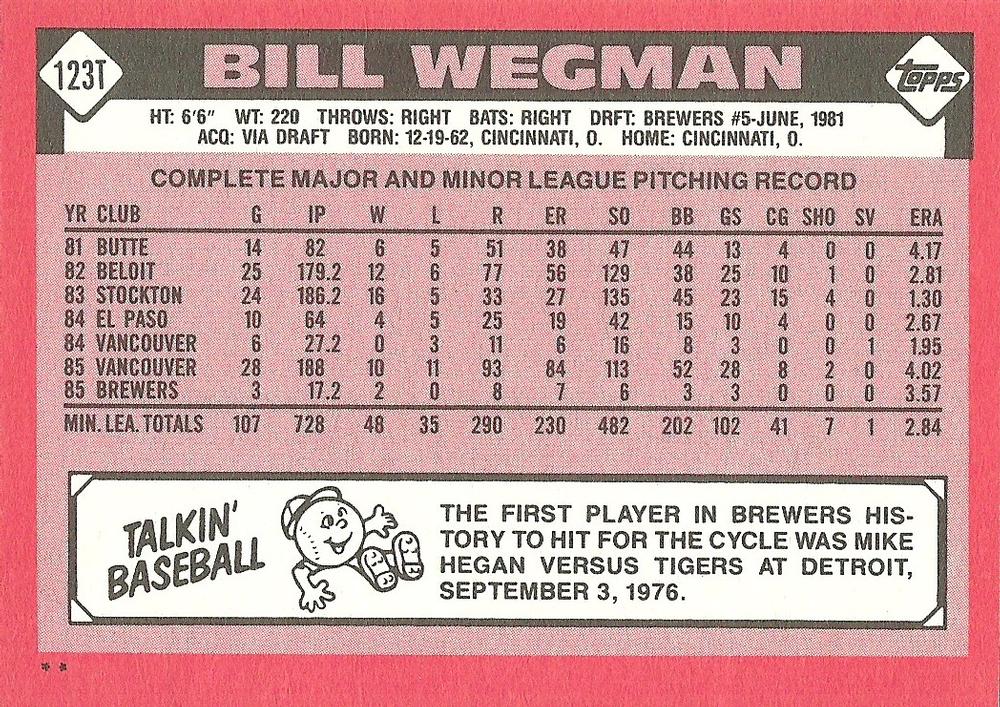 123T
BILL WEGMAN
topps
HT: 6'6" WT: 220 THROWS: RIGHT BATS: RIGHT DRFT: BREWERS #5-JUNE, 1981
ACQ: VIA DRAFT BORN: 12-19-62, CINCINNATI, O. HOME: CINCINNATI, O.
COMPLETE MAJOR AND MINOR LEAGUE PITCHING RECORD
YR CLUB G IP W L R ER SO BB GS CG SHO SV ERA
81 BUTTE 14 82 6 5 51 38 47 44 13 4 0 0 4.17
82 BELOIT 25 179.2 12 6 77 56 129 38 25 10 1 0 2.81
83 STOCKTON 24 186.2 16 5 33 27 135 45 23 15 4 0 1.30
84 EL PASO 10 64 4 5 25 19 42 15 10 4 0 0 2.67
84 VANCOUVER 6 27.2 0 3 11 6 16 8 3 0 0 1 1.95
85 VANCOUVER 28 188 10 11 93 84 113 52 28 8 2 0 4.02
85 BREWERS 3 17.2 2 0 8 7 6 3 3 0 0 0 3.57
MIN. LEA. TOTALS 107 728 48 35 290 230 482 202 102 41 7 1 2.84
TALKIN'
BASEBALL
THE FIRST PLAYER IN BREWERS HIS-
TORY TO HIT FOR THE CYCLE WAS MIKE
HEGAN VERSUS TIGERS AT DETROIT,
SEPTEMBER 3, 1976.
* *